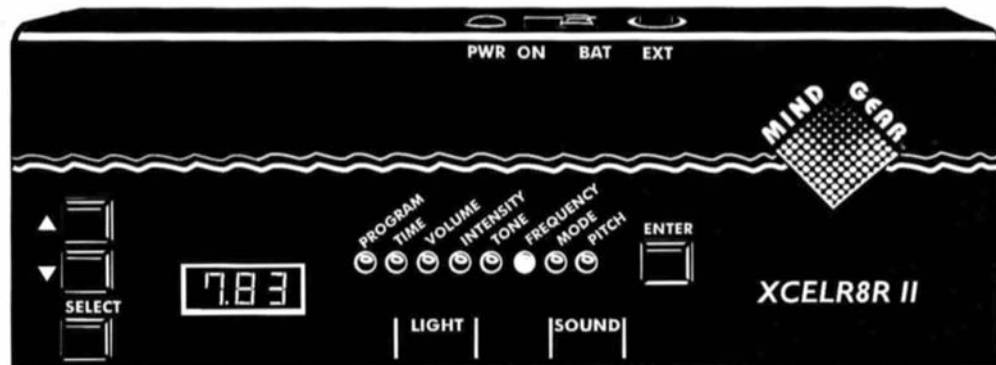 PWR ON BAT EXT
MIND GEAR
PROGRAM
TIME
VOLUME
INTENSITY
TONE
FREQUENCY
MODE
PITCH
ENTER
7.83
XCELR8R II
SELECT
LIGHT
SOUND